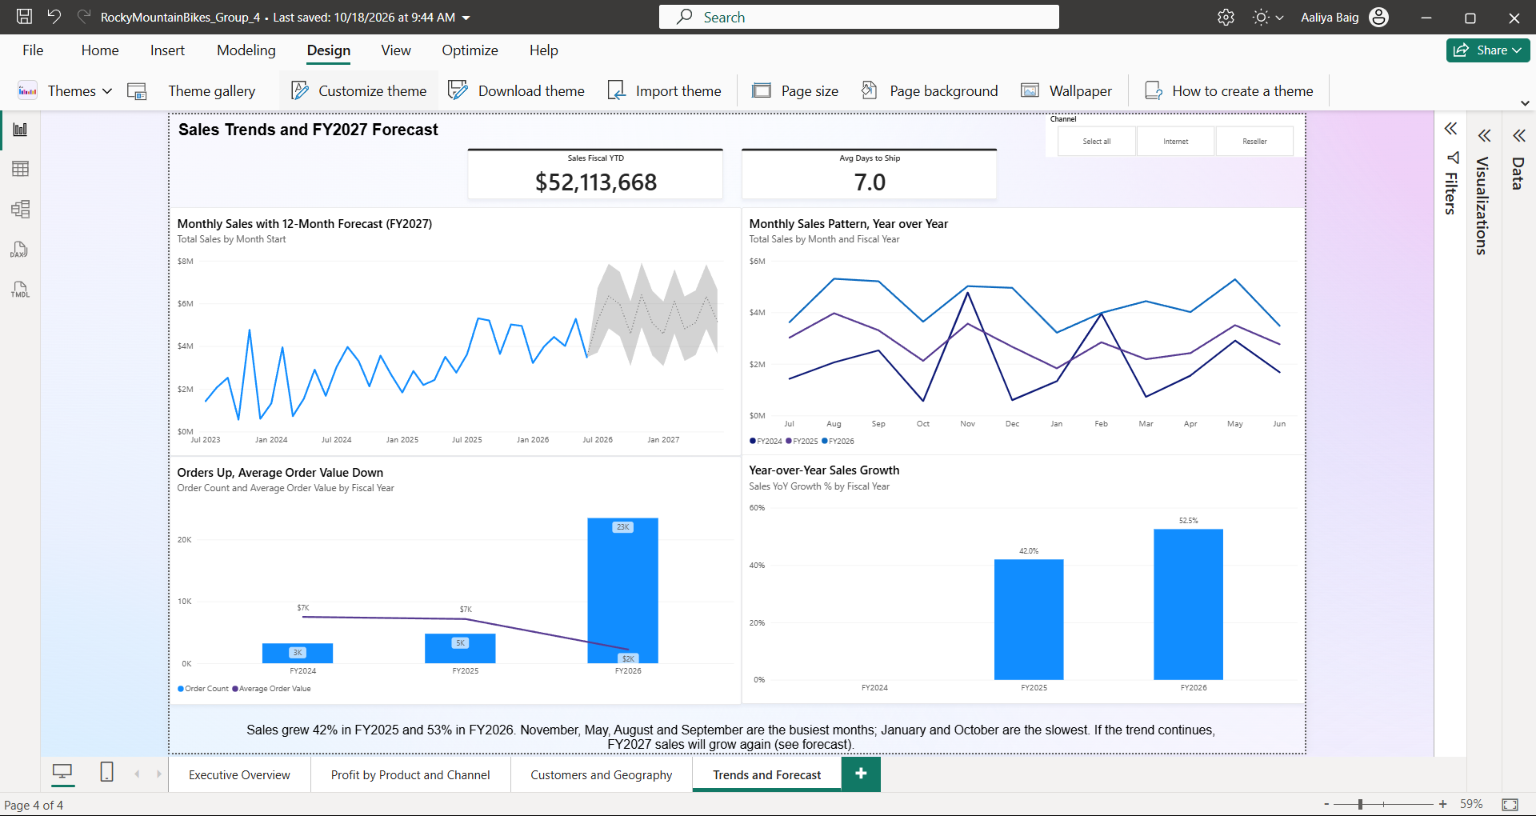 RockyMountainBikes_Group_4 • Last saved: 10/18/2026 at 9:44 AM
Search
Aaliya Baig
File Home Insert Modeling Design View Optimize Help
Share
Themes Theme gallery Customize theme Download theme Import theme Page size Page background Wallpaper How to create a theme
DAX
TMDL
Sales Trends and FY2027 Forecast
Channel
Select all Internet Reseller
Sales Fiscal YTD
$52,113,668
Avg Days to Ship
7.0
Monthly Sales with 12-Month Forecast (FY2027)
Total Sales by Month Start
$8M
$6M
$4M
$2M
$0M
Jul 2023 Jan 2024 Jul 2024 Jan 2025 Jul 2025 Jan 2026 Jul 2026 Jan 2027
Monthly Sales Pattern, Year over Year
Total Sales by Month and Fiscal Year
$6M
$4M
$2M
$0M
Jul Aug Sep Oct Nov Dec Jan Feb Mar Apr May Jun
FY2024 FY2025 FY2026
Orders Up, Average Order Value Down
Order Count and Average Order Value by Fiscal Year
20K
10K
0K
$7K
$7K
$2K
3K
5K
23K
FY2024 FY2025 FY2026
Order Count Average Order Value
Year-over-Year Sales Growth
Sales YoY Growth % by Fiscal Year
60%
40%
20%
0%
42.0%
52.5%
FY2024 FY2025 FY2026
Sales grew 42% in FY2025 and 53% in FY2026. November, May, August and September are the busiest months; January and October are the slowest. If the trend continues,
FY2027 sales will grow again (see forecast).
Filters
Visualizations
Data
Executive Overview Profit by Product and Channel Customers and Geography Trends and Forecast +
Page 4 of 4
- + 59%